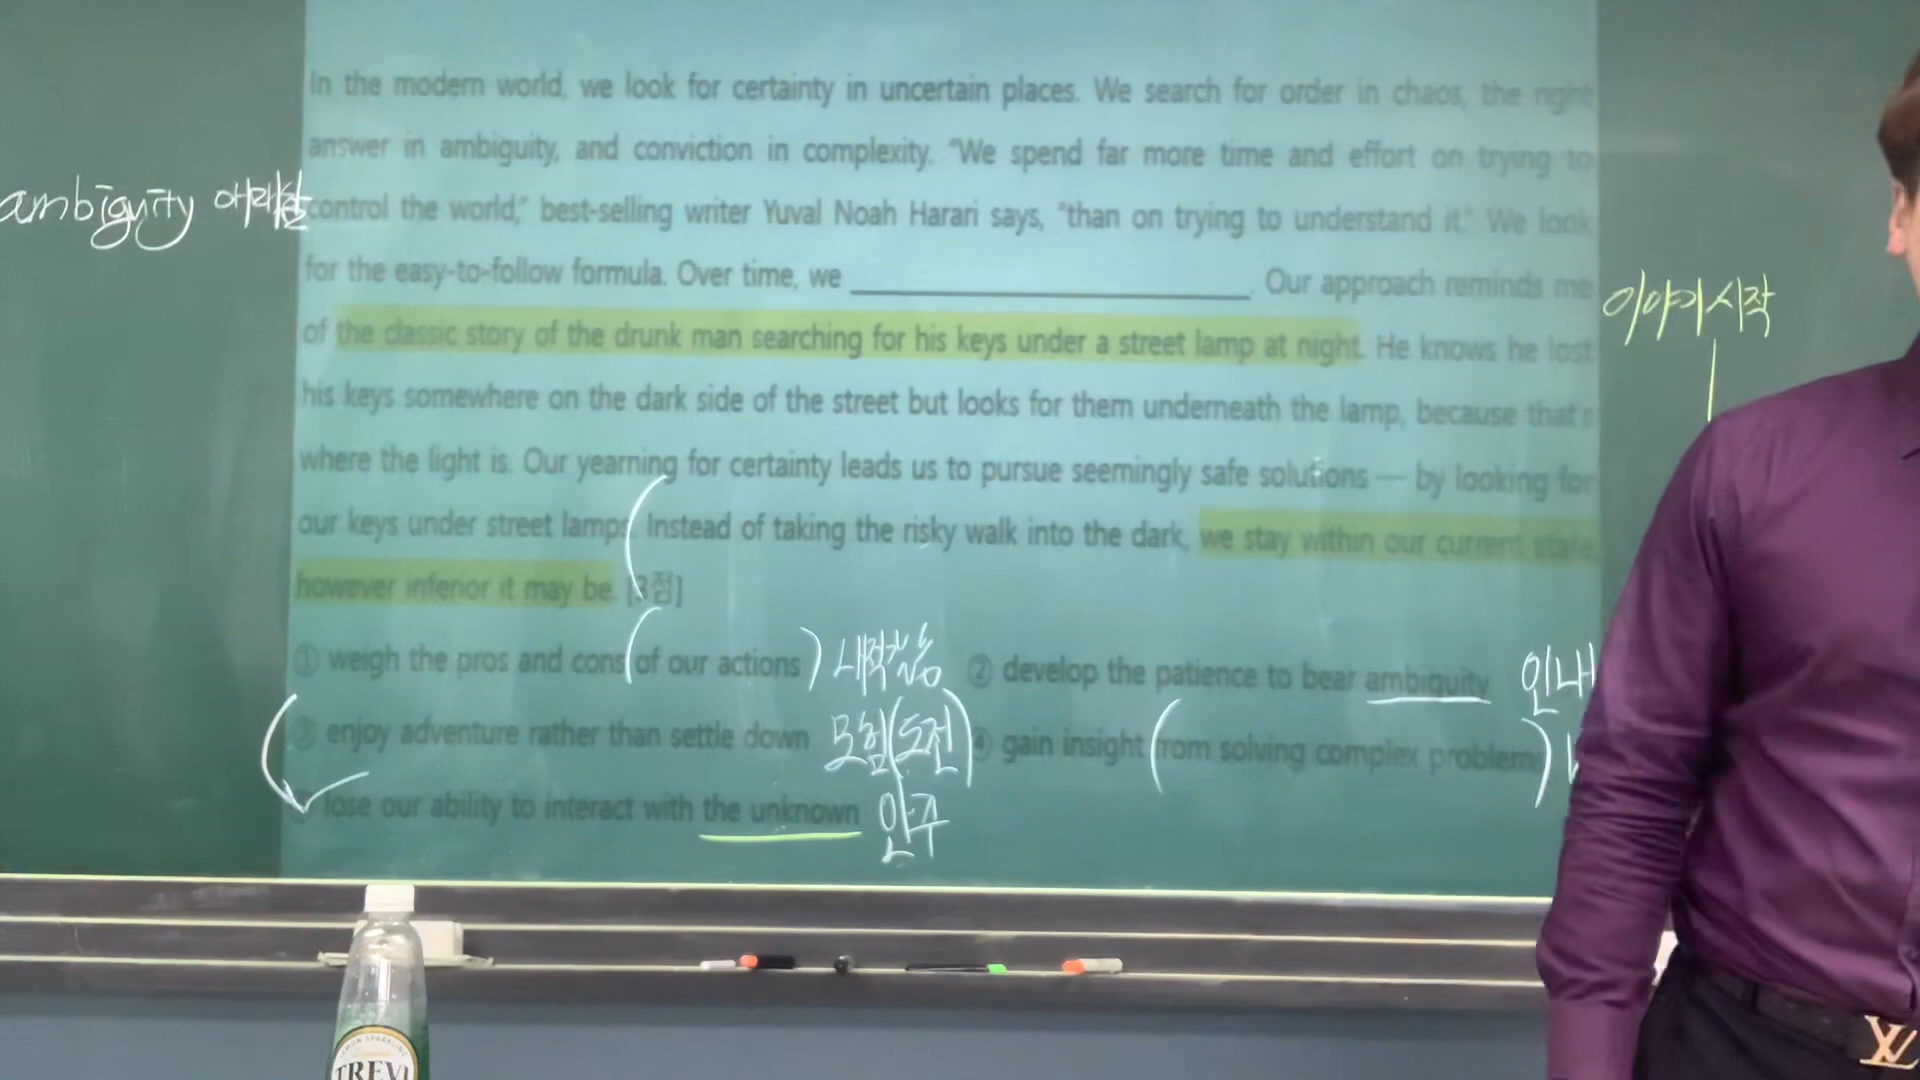 In the modern world, we look for certainty in uncertain places. We search for order in chaos, the right
answer in ambiguity, and conviction in complexity. "We spend far more time and effort on trying to
ambiguity
control the world," best-selling writer Yuval Noah Harari says, "than on trying to understand it." We look
for the easy-to-follow formula. Over time, we ____________________. Our approach reminds me
이야기 시작
of the classic story of the drunk man searching for his keys under a street lamp at night. He knows he lost
his keys somewhere on the dark side of the street but looks for them underneath the lamp, because that's
where the light is. Our yearning for certainty leads us to pursue seemingly safe solutions — by looking for
our keys under street lamps. Instead of taking the risky walk into the dark, we stay within our current state,
however inferior it may be. [3점]
① weigh the pros and cons (of our actions)
② develop the patience to bear ambiguity 인내
③ enjoy adventure rather than settle down 모험(도전)
④ gain insight (from solving complex problems)
lose our ability to interact with the unknown 안주
TREVI